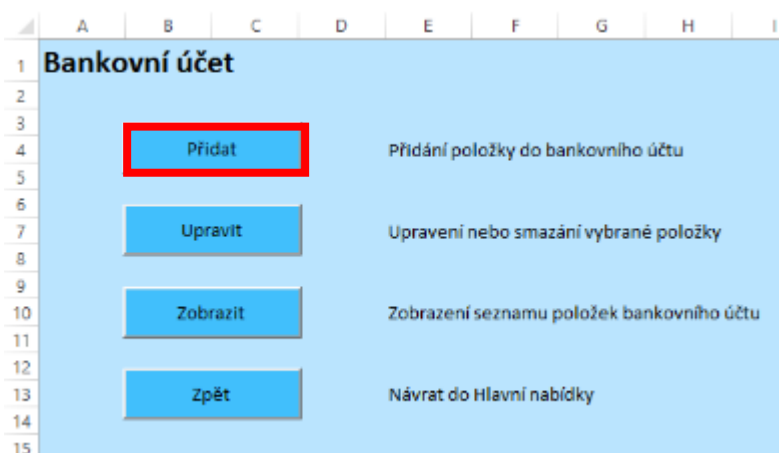 A B C D E F G H I
1 Bankovní účet
2
3
4 Přidat Přidání položky do bankovního účtu
5
6
7 Upravit Upravení nebo smazání vybrané položky
8
9
10 Zobrazit Zobrazení seznamu položek bankovního účtu
11
12
13 Zpět Návrat do Hlavní nabídky
14
15